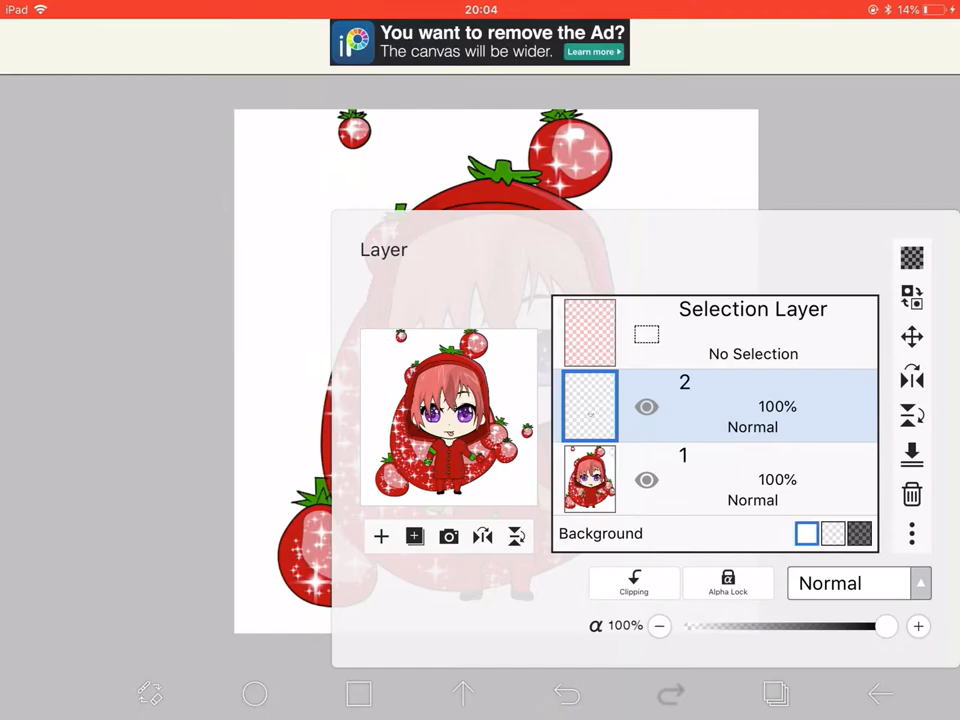 iPad 20:04 14%
iP You want to remove the Ad?
The canvas will be wider. Learn more
Layer
Selection Layer
No Selection
2
100%
Normal
1
100%
Normal
Background
Clipping Alpha Lock Normal
α 100% − +